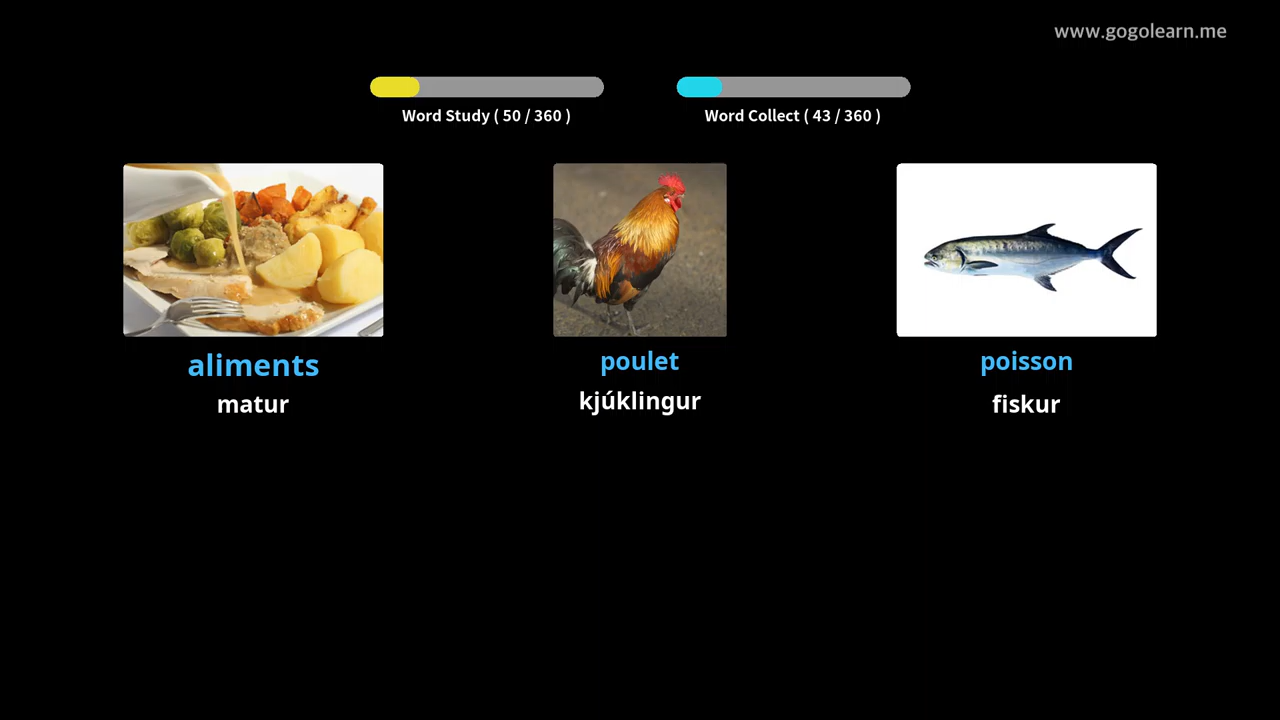 www.gogolearn.me
Word Study ( 50 / 360 )
Word Collect ( 43 / 360 )
aliments
matur
poulet
kjúklingur
poisson
fiskur